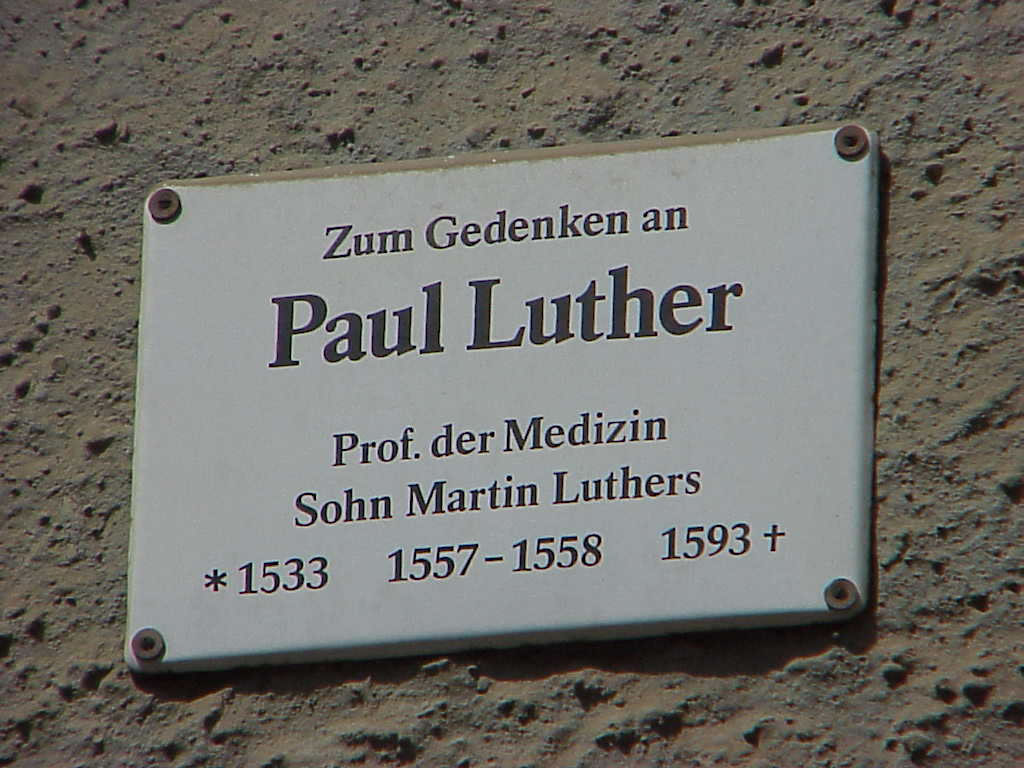 Zum Gedenken an
Paul Luther
Prof. der Medizin
Sohn Martin Luthers
* 1533 1557 – 1558 1593 †